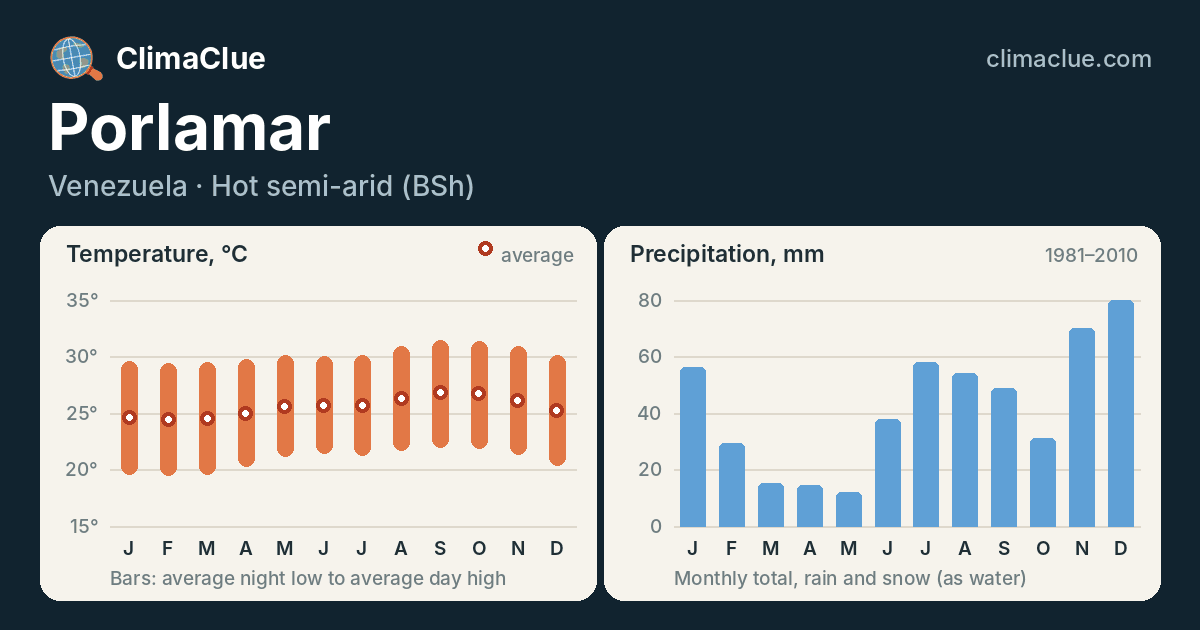 ClimaClue
climaclue.com
Porlamar
Venezuela · Hot semi-arid (BSh)
Temperature, °C
average
35°
30°
25°
20°
15°
J F M A M J J A S O N D
Bars: average night low to average day high
Precipitation, mm
1981–2010
80
60
40
20
0
J F M A M J J A S O N D
Monthly total, rain and snow (as water)